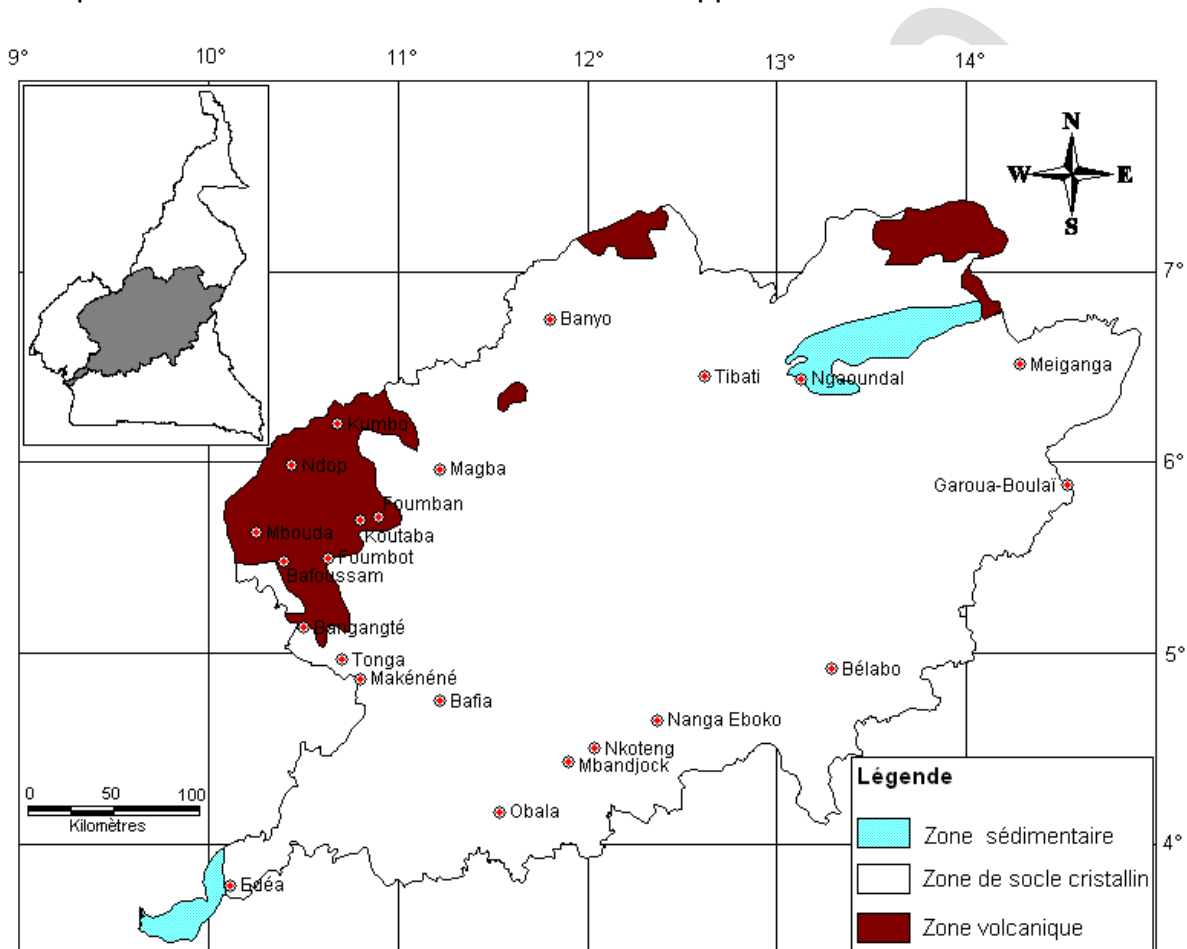 9° 10° 11° 12° 13° 14°
N
W E
S
7°
Banyo
Tibati
Ngaoundal
Meiganga
Kumbo
6°
Ndop
Magba
Garoua-Boulaï
Foumban
Mbouda
Koutaba
Foumbot
Bafoussam
Bangangté
5°
Tonga
Bélabo
Makénéné
Bafia
Nanga Eboko
Nkoteng
Mbandjock
Obala
0 50 100
Kilomètres
4°
Edéa
Légende
Zone sédimentaire
Zone de socle cristallin
Zone volcanique